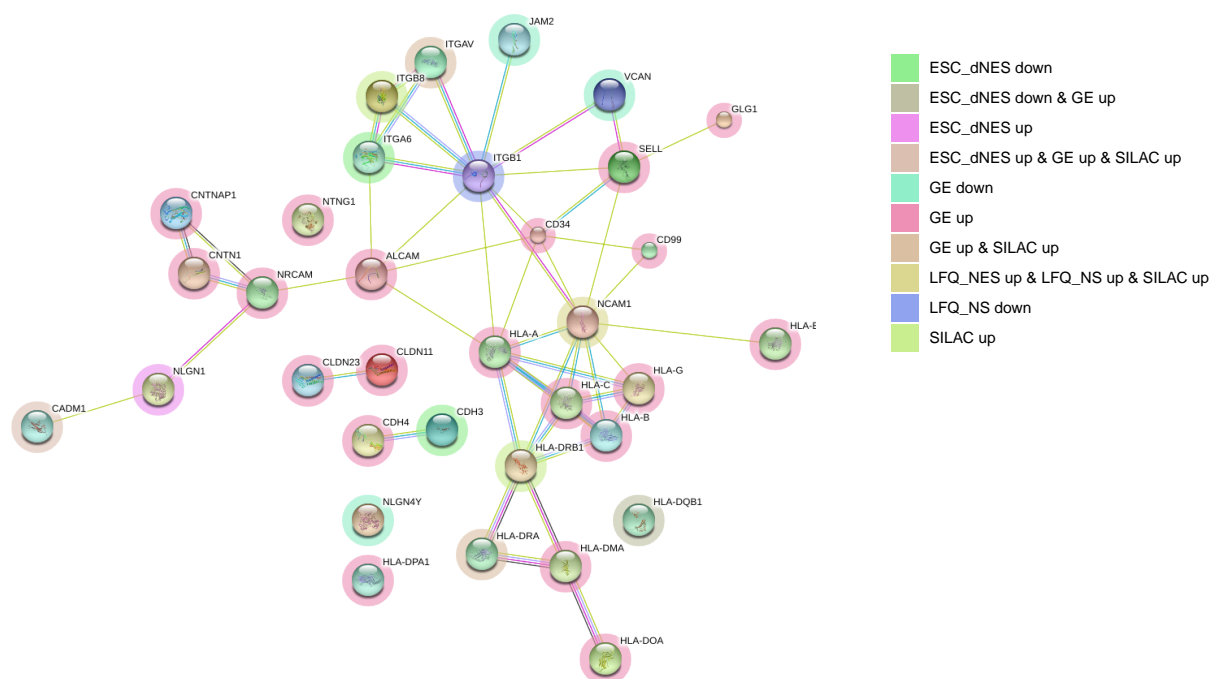 JAM2
ITGAV
ITGB8
VCAN
GLG1
ITGA6
SELL
ITGB1
CNTNAP1
NTNG1
CD34
CD99
CNTN1
NRCAM
ALCAM
NCAM1
HLA-A
HLA-E
CLDN23
CLDN11
NLGN1
HLA-C
HLA-G
CADM1
CDH4
CDH3
HLA-B
HLA-DRB1
NLGN4Y
HLA-DQB1
HLA-DRA
HLA-DMA
HLA-DPA1
HLA-DOA
ESC_dNES down
ESC_dNES down & GE up
ESC_dNES up
ESC_dNES up & GE up & SILAC up
GE down
GE up
GE up & SILAC up
LFQ_NES up & LFQ_NS up & SILAC up
LFQ_NS down
SILAC up